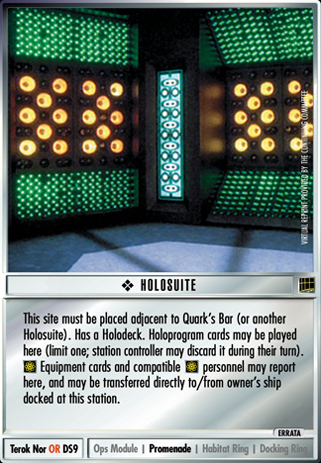 VIRTUAL REPRINT PROVIDED BY THE CONTINUING COMMITTEE
❖ HOLOSUITE
This site must be placed adjacent to Quark's Bar (or another
Holosuite). Has a Holodeck. Holoprogram cards may be played
here (limit one; station controller may discard it during their turn).
Equipment cards and compatible personnel may report
here, and may be transferred directly to/from owner's ship
docked at this station.
ERRATA
Terok Nor OR DS9 Ops Module | Promenade | Habitat Ring | Docking Ring